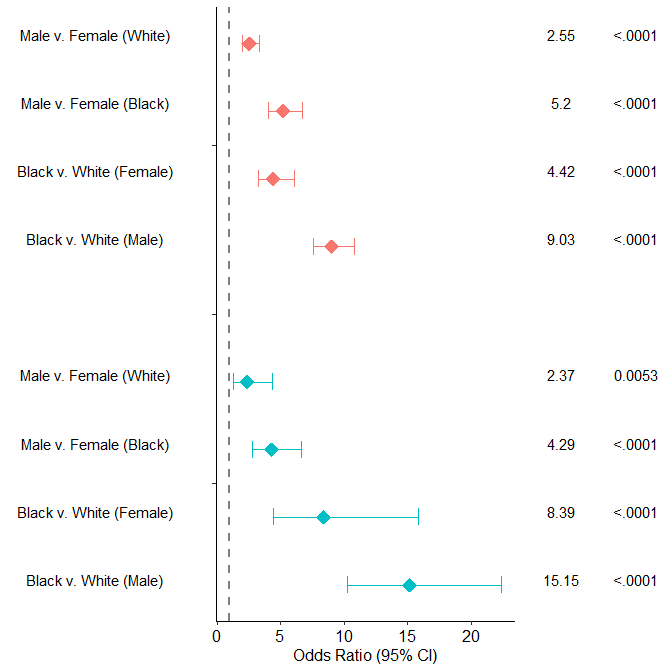 Male v. Female (White) 2.55 <.0001
Male v. Female (Black) 5.2 <.0001
Black v. White (Female) 4.42 <.0001
Black v. White (Male) 9.03 <.0001
Male v. Female (White) 2.37 0.0053
Male v. Female (Black) 4.29 <.0001
Black v. White (Female) 8.39 <.0001
Black v. White (Male) 15.15 <.0001
0 5 10 15 20
Odds Ratio (95% CI)